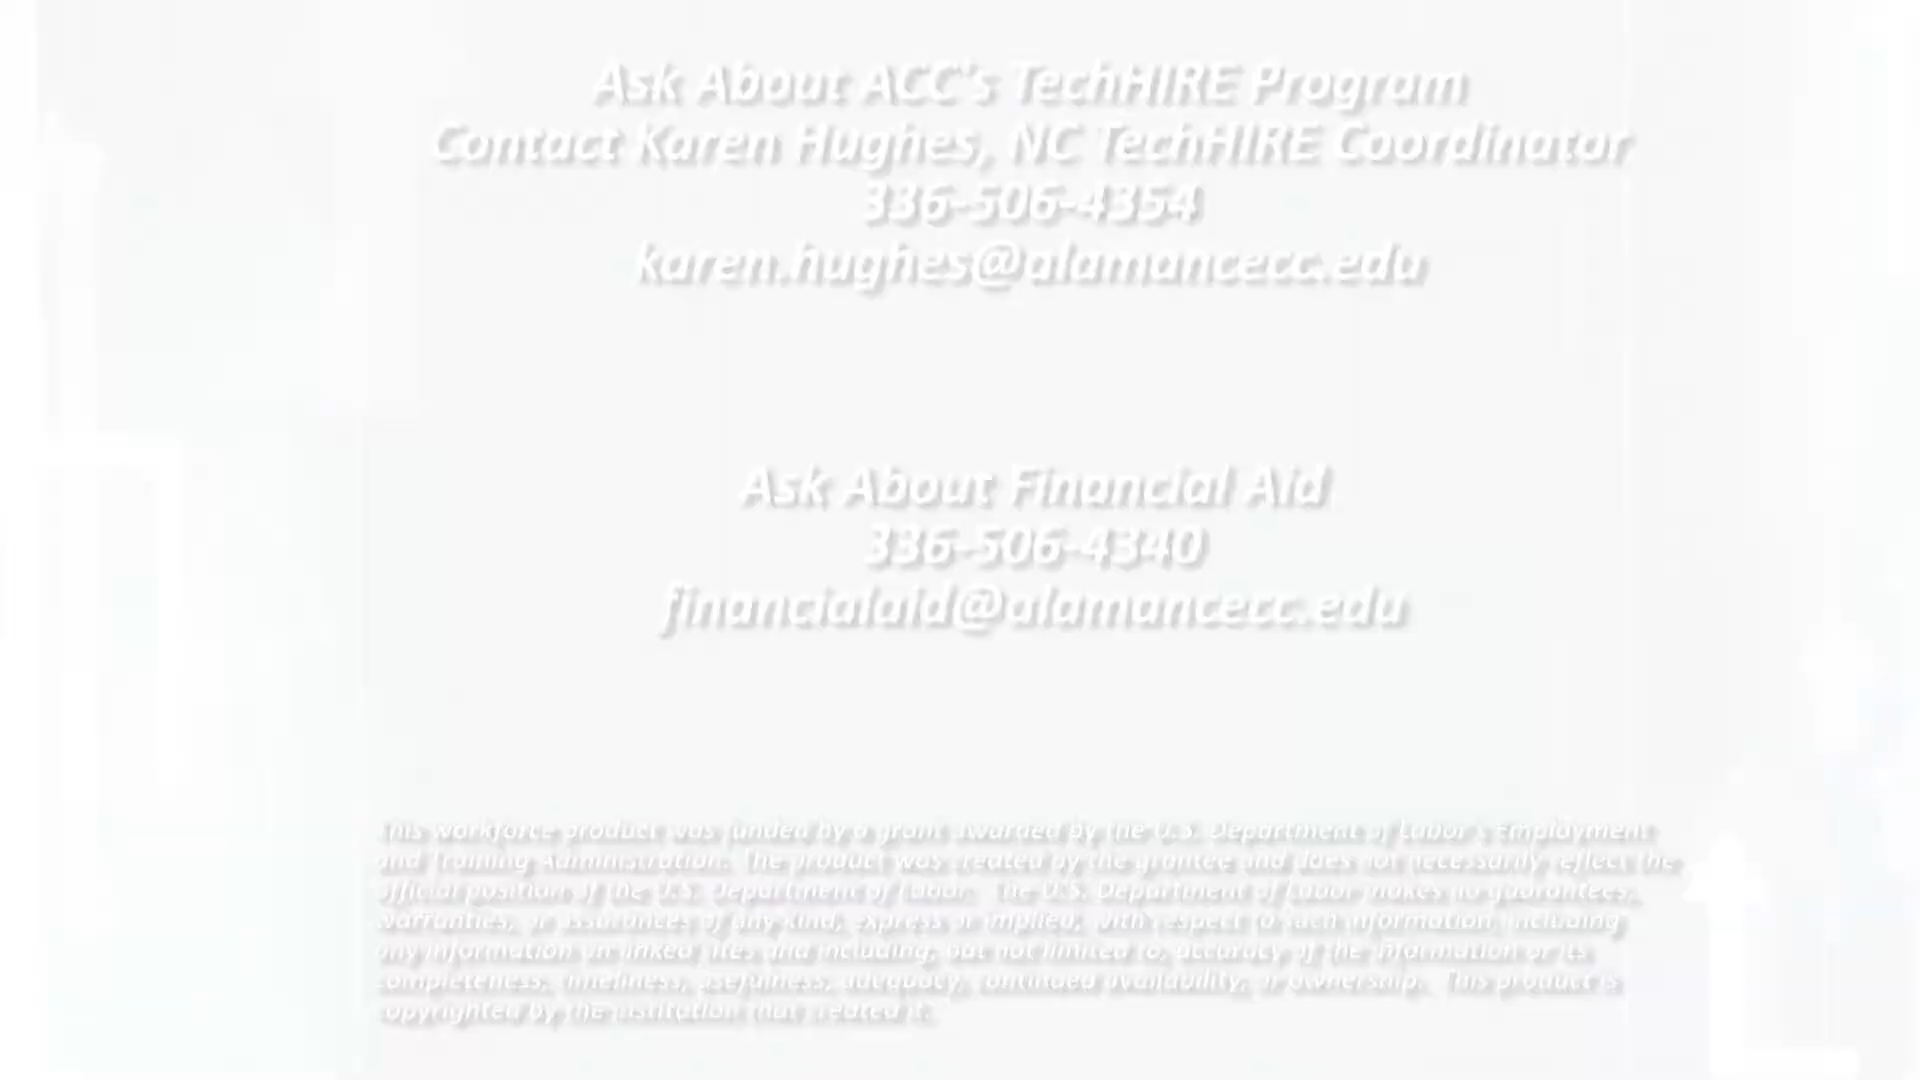 Ask About ACC's TechHIRE Program
Contact Karen Hughes, NC TechHIRE Coordinator
336-506-4354
karen.hughes@alamancecc.edu
Ask About Financial Aid
336-506-4340
financialaid@alamancecc.edu
This workforce product was funded by a grant awarded by the U.S. Department of Labor's Employment
and Training Administration. The product was created by the grantee and does not necessarily reflect the
official position of the U.S. Department of Labor. The U.S. Department of Labor makes no guarantees,
warranties, or assurances of any kind, express or implied, with respect to such information, including
any information on linked sites and including, but not limited to, accuracy of the information or its
completeness, timeliness, usefulness, adequacy, continued availability, or ownership. This product is
copyrighted by the institution that created it.